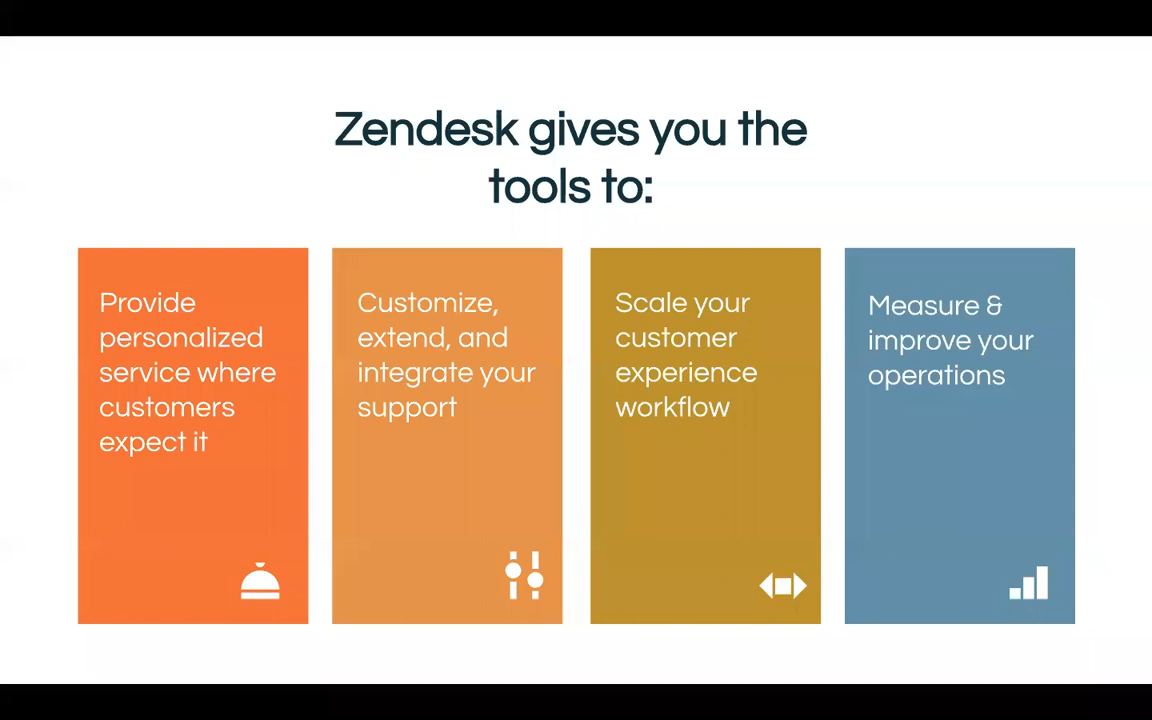 Zendesk gives you the
tools to:
Provide
personalized
service where
customers
expect it
Customize,
extend, and
integrate your
support
Scale your
customer
experience
workflow
Measure &
improve your
operations